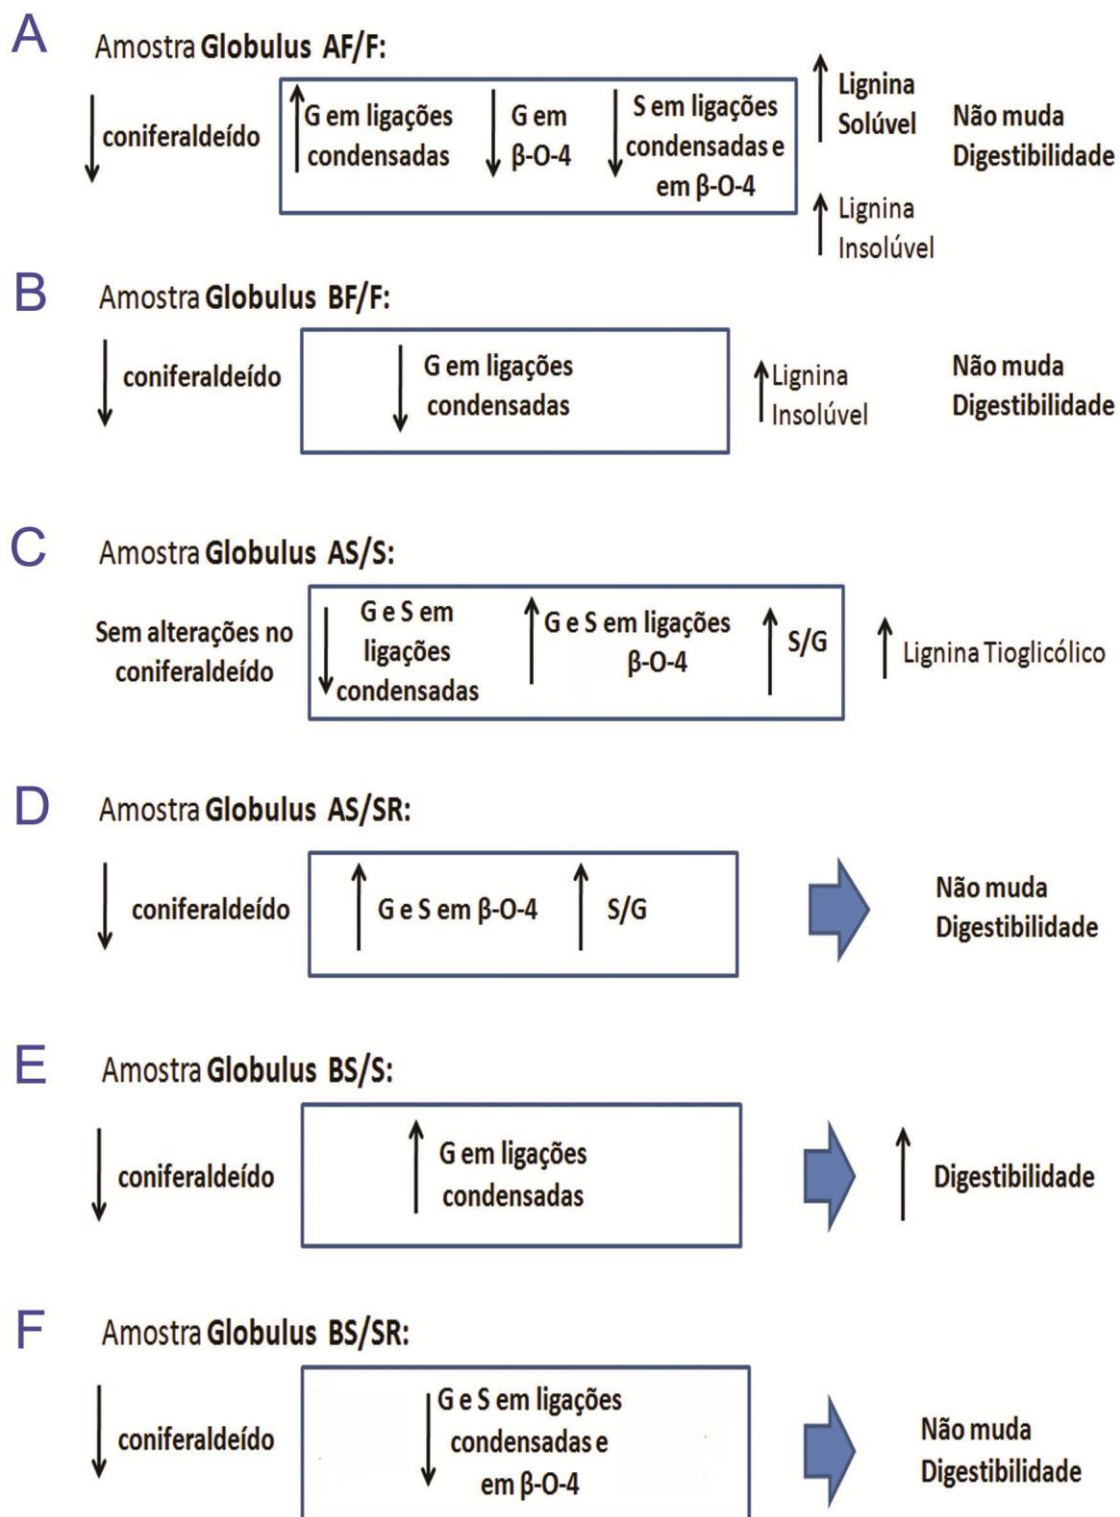 A Amostra Globulus AF/F:
coniferaldeído
G em ligações
condensadas
G em
β-O-4
S em ligações
condensadas e
em β-O-4
Lignina
Solúvel
Lignina
Insolúvel
Não muda
Digestibilidade
B Amostra Globulus BF/F:
coniferaldeído
G em ligações
condensadas
Lignina
Insolúvel
Não muda
Digestibilidade
C Amostra Globulus AS/S:
Sem alterações no
coniferaldeído
G e S em
ligações
condensadas
G e S em ligações
β-O-4
S/G
Lignina Tioglicólico
D Amostra Globulus AS/SR:
coniferaldeído
G e S em β-O-4
S/G
Não muda
Digestibilidade
E Amostra Globulus BS/S:
coniferaldeído
G em ligações
condensadas
Digestibilidade
F Amostra Globulus BS/SR:
coniferaldeído
G e S em ligações
condensadas e
em β-O-4
Não muda
Digestibilidade